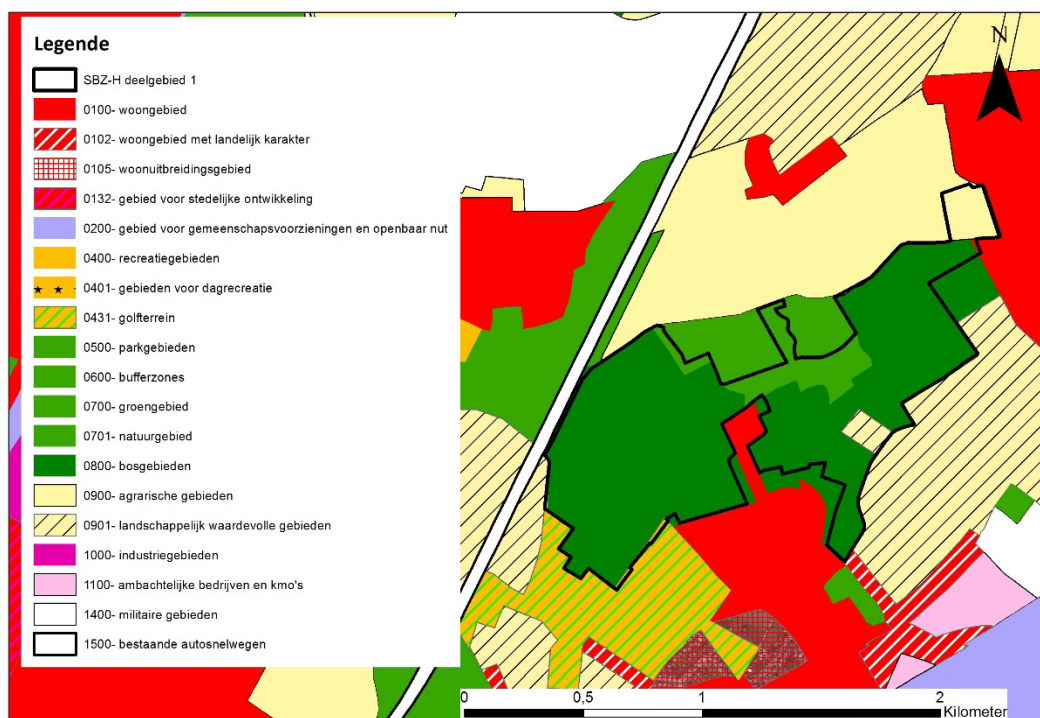 Legende
SBZ-H deelgebied 1
0100- woongebied
0102- woongebied met landelijk karakter
0105- woonuitbreidingsgebied
0132- gebied voor stedelijke ontwikkeling
0200- gebied voor gemeenschapsvoorzieningen en openbaar nut
0400- recreatiegebieden
0401- gebieden voor dagrecreatie
0431- golfterrein
0500- parkgebieden
0600- bufferzones
0700- groengebied
0701- natuurgebied
0800- bosgebieden
0900- agrarische gebieden
0901- landschappelijk waardevolle gebieden
1000- industriegebieden
1100- ambachtelijke bedrijven en kmo's
1400- militaire gebieden
1500- bestaande autosnelwegen
N
0 0,5 1 2
Kilometer